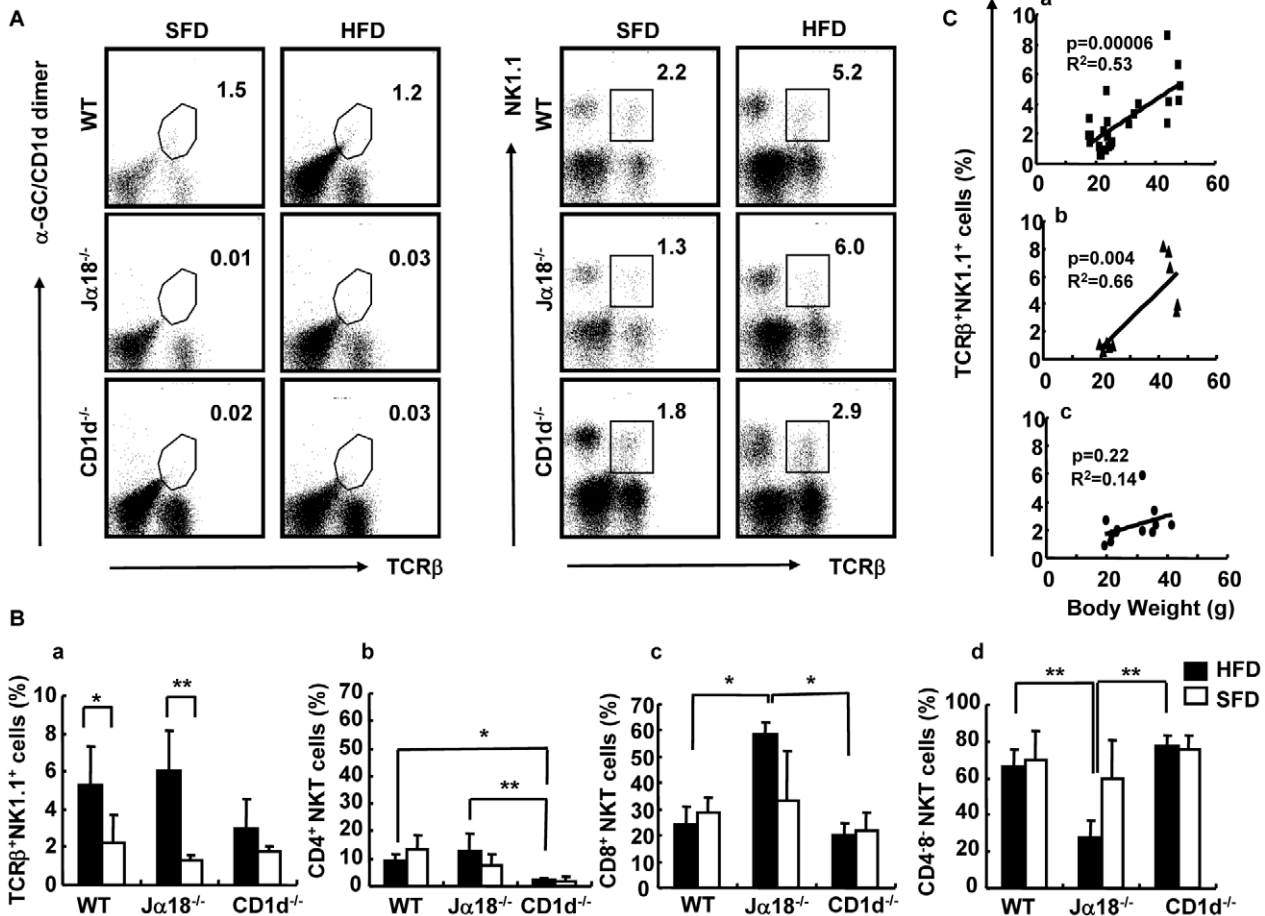 A
SFD HFD
α-GC/CD1d dimer
WT
1.5 1.2
Jα18-/-
0.01 0.03
CD1d-/-
0.02 0.03
TCRβ
SFD HFD
NK1.1
WT
2.2 5.2
Jα18-/-
1.3 6.0
CD1d-/-
1.8 2.9
TCRβ
C
TCRβ+NK1.1+ cells (%)
a
p=0.00006
R2=0.53
10
8
6
4
2
0
0 20 40 60
b
p=0.004
R2=0.66
10
8
6
4
2
0
0 20 40 60
c
p=0.22
R2=0.14
10
8
6
4
2
0
0 20 40 60
Body Weight (g)
B
a
TCRβ+NK1.1+ cells (%)
10
8
6
4
2
0
* **
WT Jα18-/- CD1d-/-
b
CD4+ NKT cells (%)
70
60
50
40
30
20
10
0
*
**
WT Jα18-/- CD1d-/-
c
CD8+ NKT cells (%)
70
60
50
40
30
20
10
0
* *
WT Jα18-/- CD1d-/-
d
CD4-8- NKT cells (%)
100
80
60
40
20
0
** **
WT Jα18-/- CD1d-/-
HFD
SFD